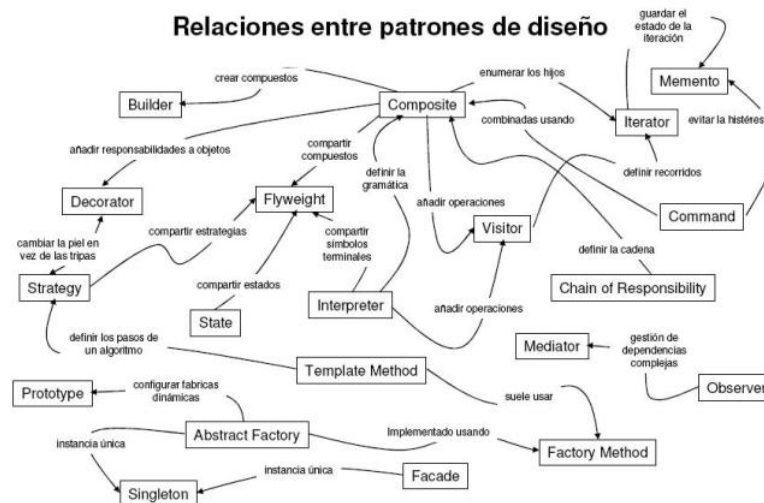 Relaciones entre patrones de diseño
guardar el
estado de la
iteración
Memento
crear compuestos
enumerar los hijos
Builder
Composite
Iterator
evitar la histéres
combinadas usando
compartir
compuestos
añadir responsabilidades a objetos
definir la
gramática
definir recorridos
Decorator
Flyweight
añadir operaciones
Visitor
Command
compartir estrategias
compartir
símbolos
terminales
cambiar la piel en
vez de las tripas
definir la cadena
Strategy
compartir estados
Interpreter
Chain of Responsibility
State
añadir operaciones
definir los pasos de
un algoritmo
Mediator
gestión de
dependencias
complejas
Template Method
Observer
Prototype
configurar fabricas
dinámicas
suele usar
Abstract Factory
Implementado usando
Factory Method
instancia única
instancia única
Facade
Singleton